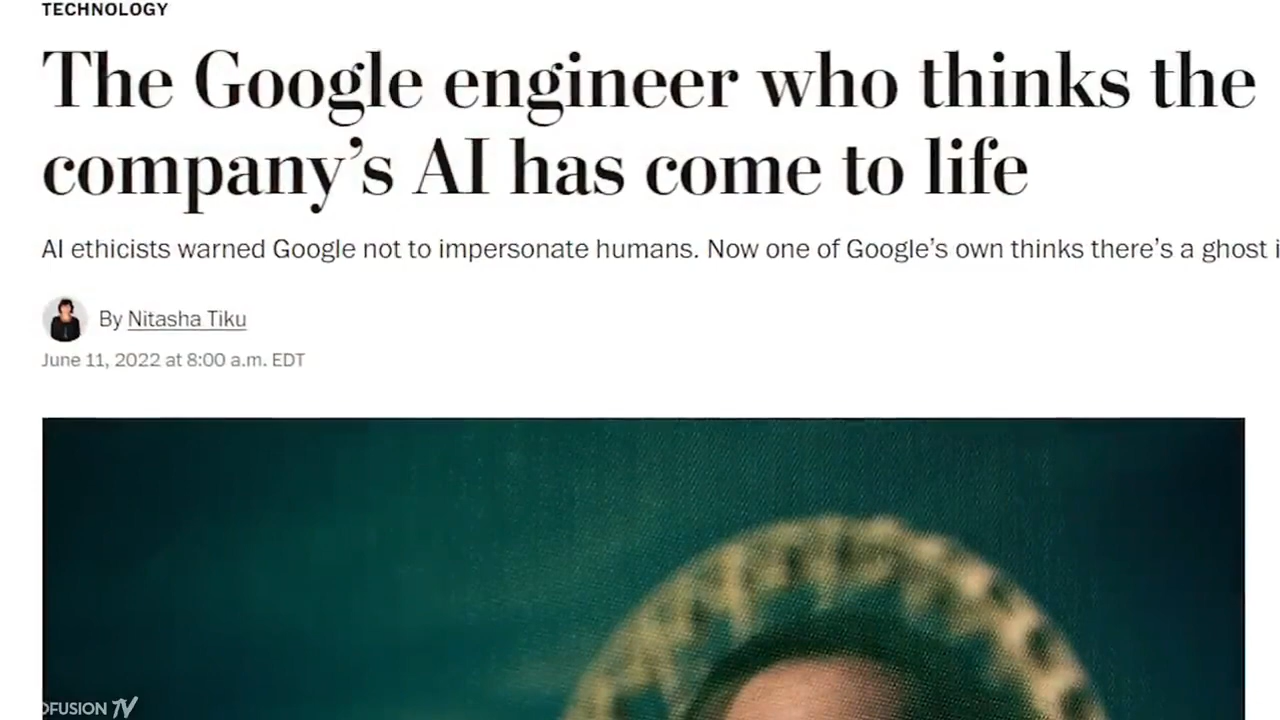 TECHNOLOGY
The Google engineer who thinks the
company’s AI has come to life
AI ethicists warned Google not to impersonate humans. Now one of Google’s own thinks there’s a ghost i
By Nitasha Tiku
June 11, 2022 at 8:00 a.m. EDT
OFUSION TV